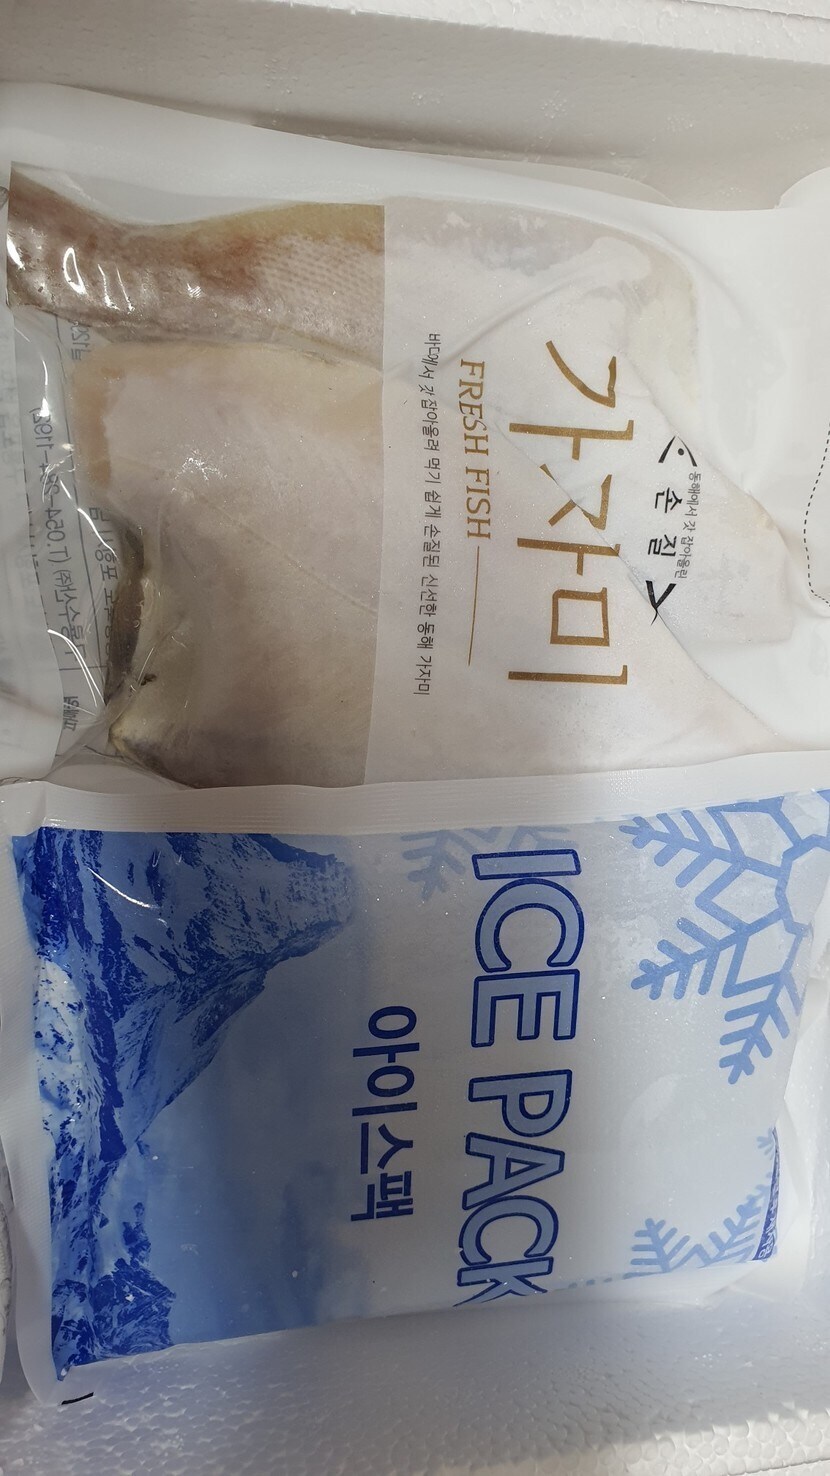 동해에서 갓 잡아올린
손질
가자미
FRESH FISH
바다에서 갓 잡아올려 먹기 쉽게 손질된 신선한 동해 가자미
ICE PACK
아이스팩